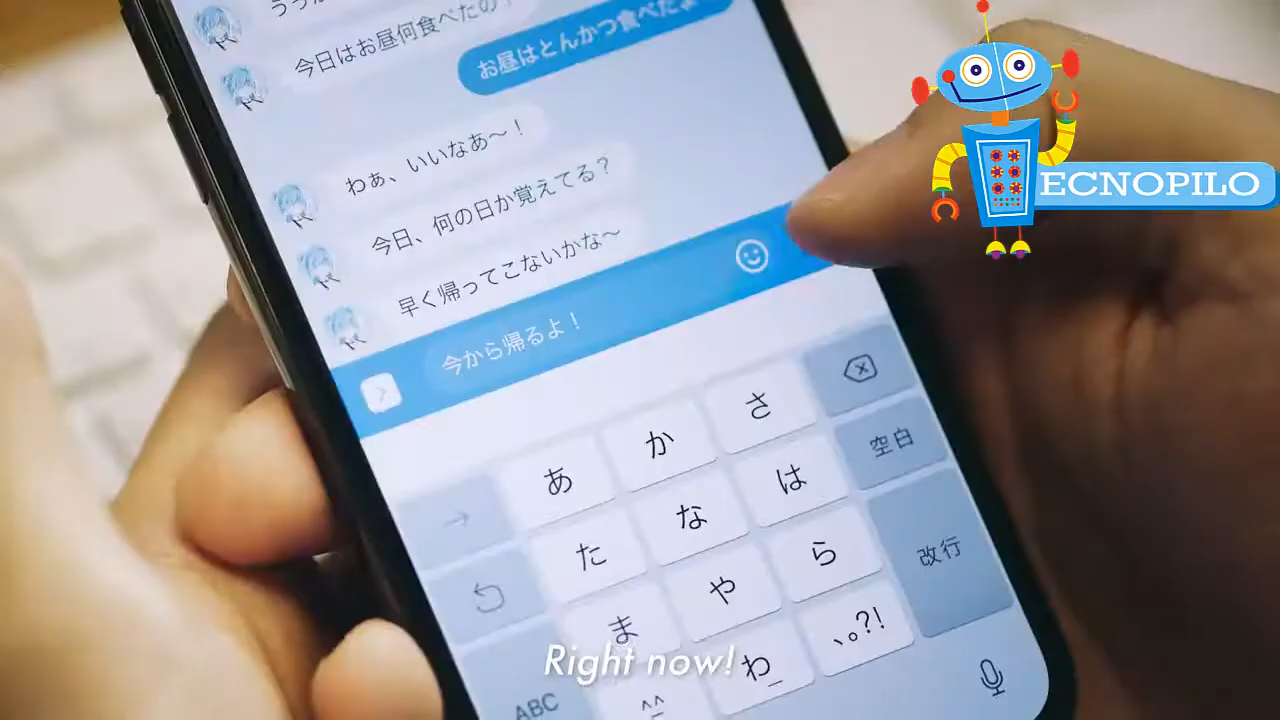 今日はお昼何食べたの？
お昼はとんかつ食べたよ
わぁ、いいなあ〜！
今日、何の日か覚えてる？
早く帰ってこないかな〜
今から帰るよ！
ECNOPILO
あ か さ
空白
た な は
ま や ら
改行
ABC ^^ わ_ 、。?!
Right now!